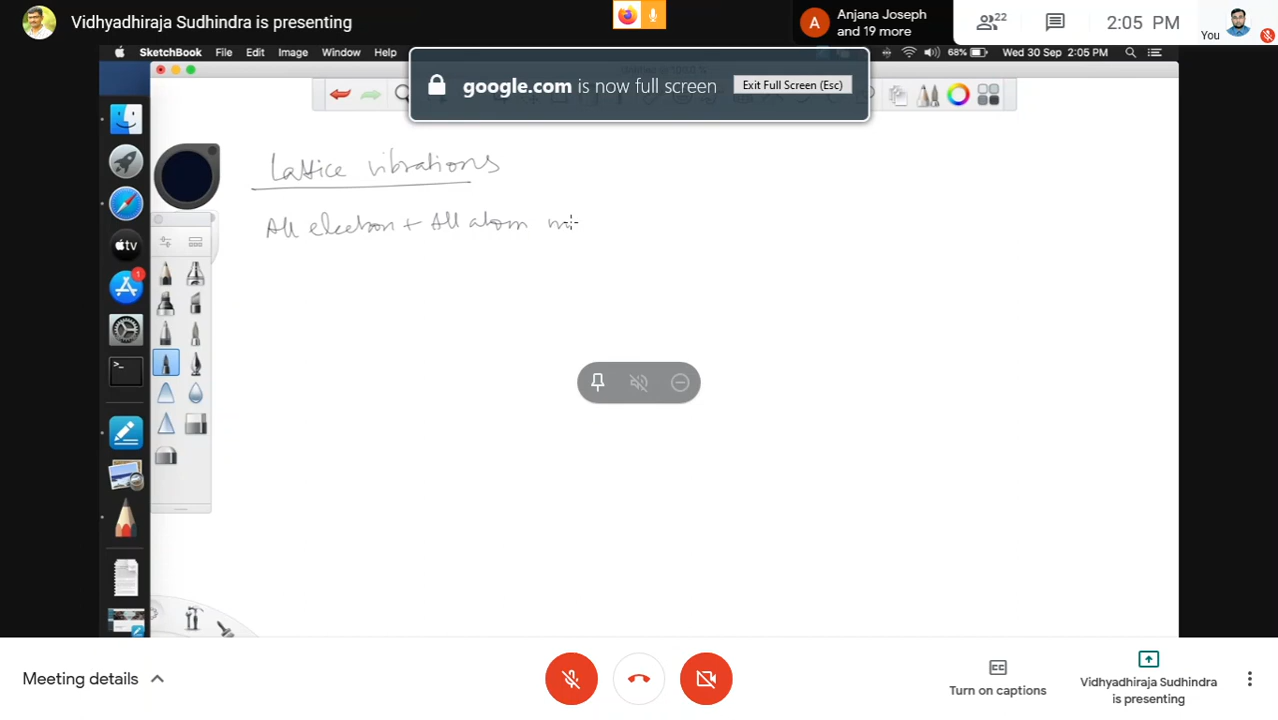 Vidhyadhiraja Sudhindra is presenting
A
Anjana Joseph
and 19 more
22
2:05 PM
You
SketchBook File Edit Image Window Help
68% Wed 30 Sep 2:05 PM
google.com is now full screen
Exit Full Screen (Esc)
Lattice vibrations
All electron + All atom
tv
1
Meeting details
Turn on captions
Vidhyadhiraja Sudhindra
is presenting